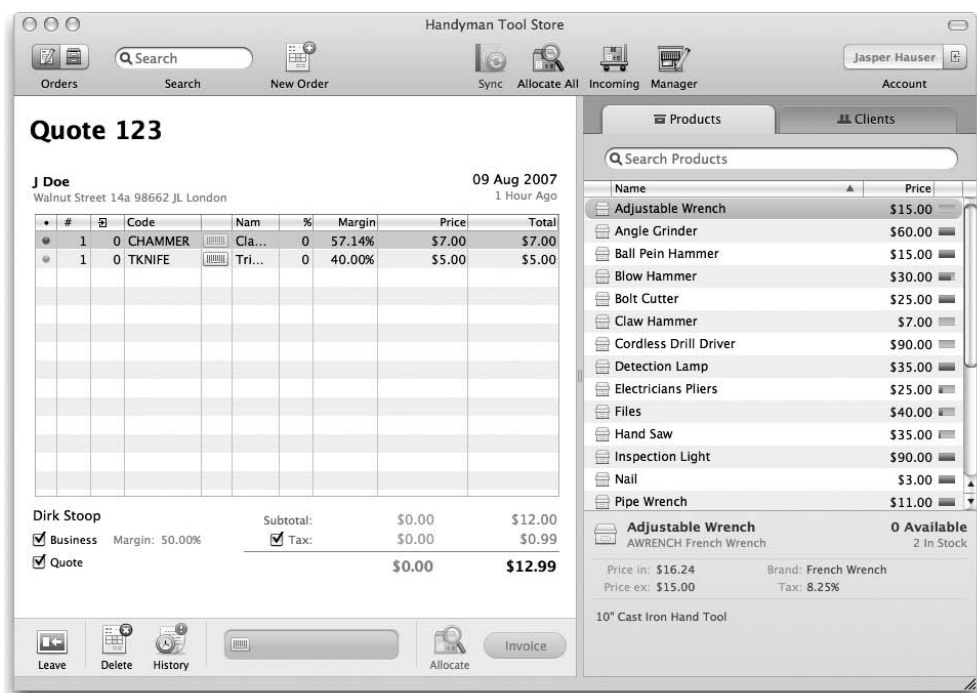 Handyman Tool Store
Search
Jasper Hauser
Orders Search New Order Sync Allocate All Incoming Manager Account
Quote 123
J Doe 09 Aug 2007
Walnut Street 14a 98662 JL London 1 Hour Ago
• # Code Nam % Margin Price Total
1 0 CHAMMER Cla... 0 57.14% $7.00 $7.00
1 0 TKNIFE Tri... 0 40.00% $5.00 $5.00
Dirk Stoop Subtotal: $0.00 $12.00
Business Margin: 50.00% Tax: $0.00 $0.99
Quote $0.00 $12.99
Leave Delete History Allocate Invoice
Products Clients
Search Products
Name Price
Adjustable Wrench $15.00
Angle Grinder $60.00
Ball Pein Hammer $15.00
Blow Hammer $30.00
Bolt Cutter $25.00
Claw Hammer $7.00
Cordless Drill Driver $90.00
Detection Lamp $35.00
Electricians Pliers $25.00
Files $40.00
Hand Saw $35.00
Inspection Light $90.00
Nail $3.00
Pipe Wrench $11.00
Adjustable Wrench 0 Available
AWRENCH French Wrench 2 In Stock
Price in: $16.24 Brand: French Wrench
Price ex: $15.00 Tax: 8.25%
10" Cast Iron Hand Tool